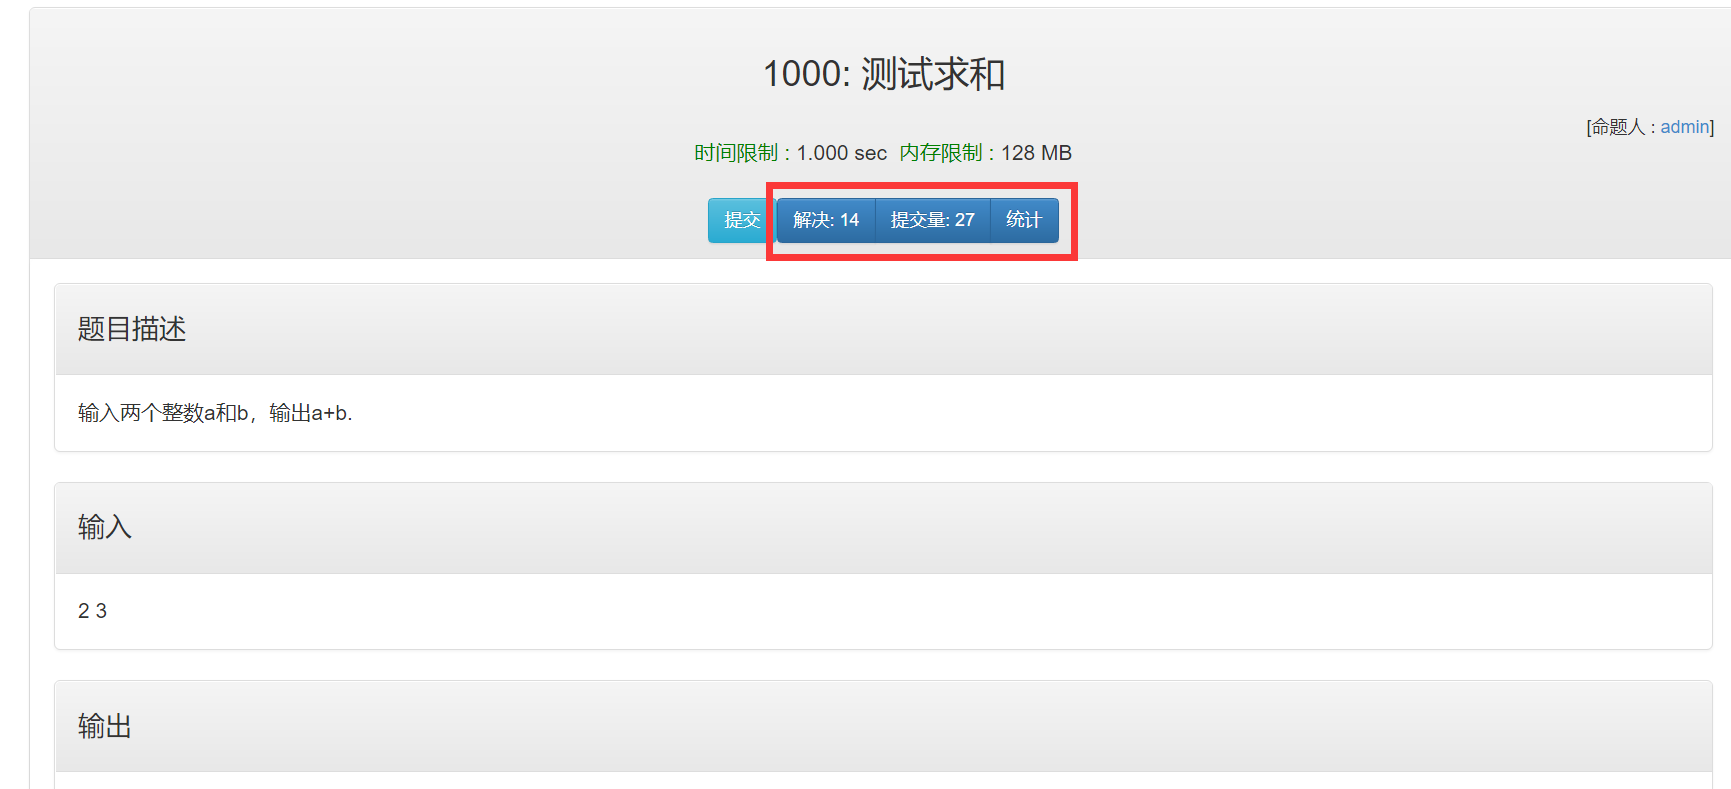 1000: 测试求和
[命题人 : admin]
时间限制 : 1.000 sec 内存限制 : 128 MB
提交 解决: 14 提交量: 27 统计
题目描述
输入两个整数a和b，输出a+b.
输入
2 3
输出